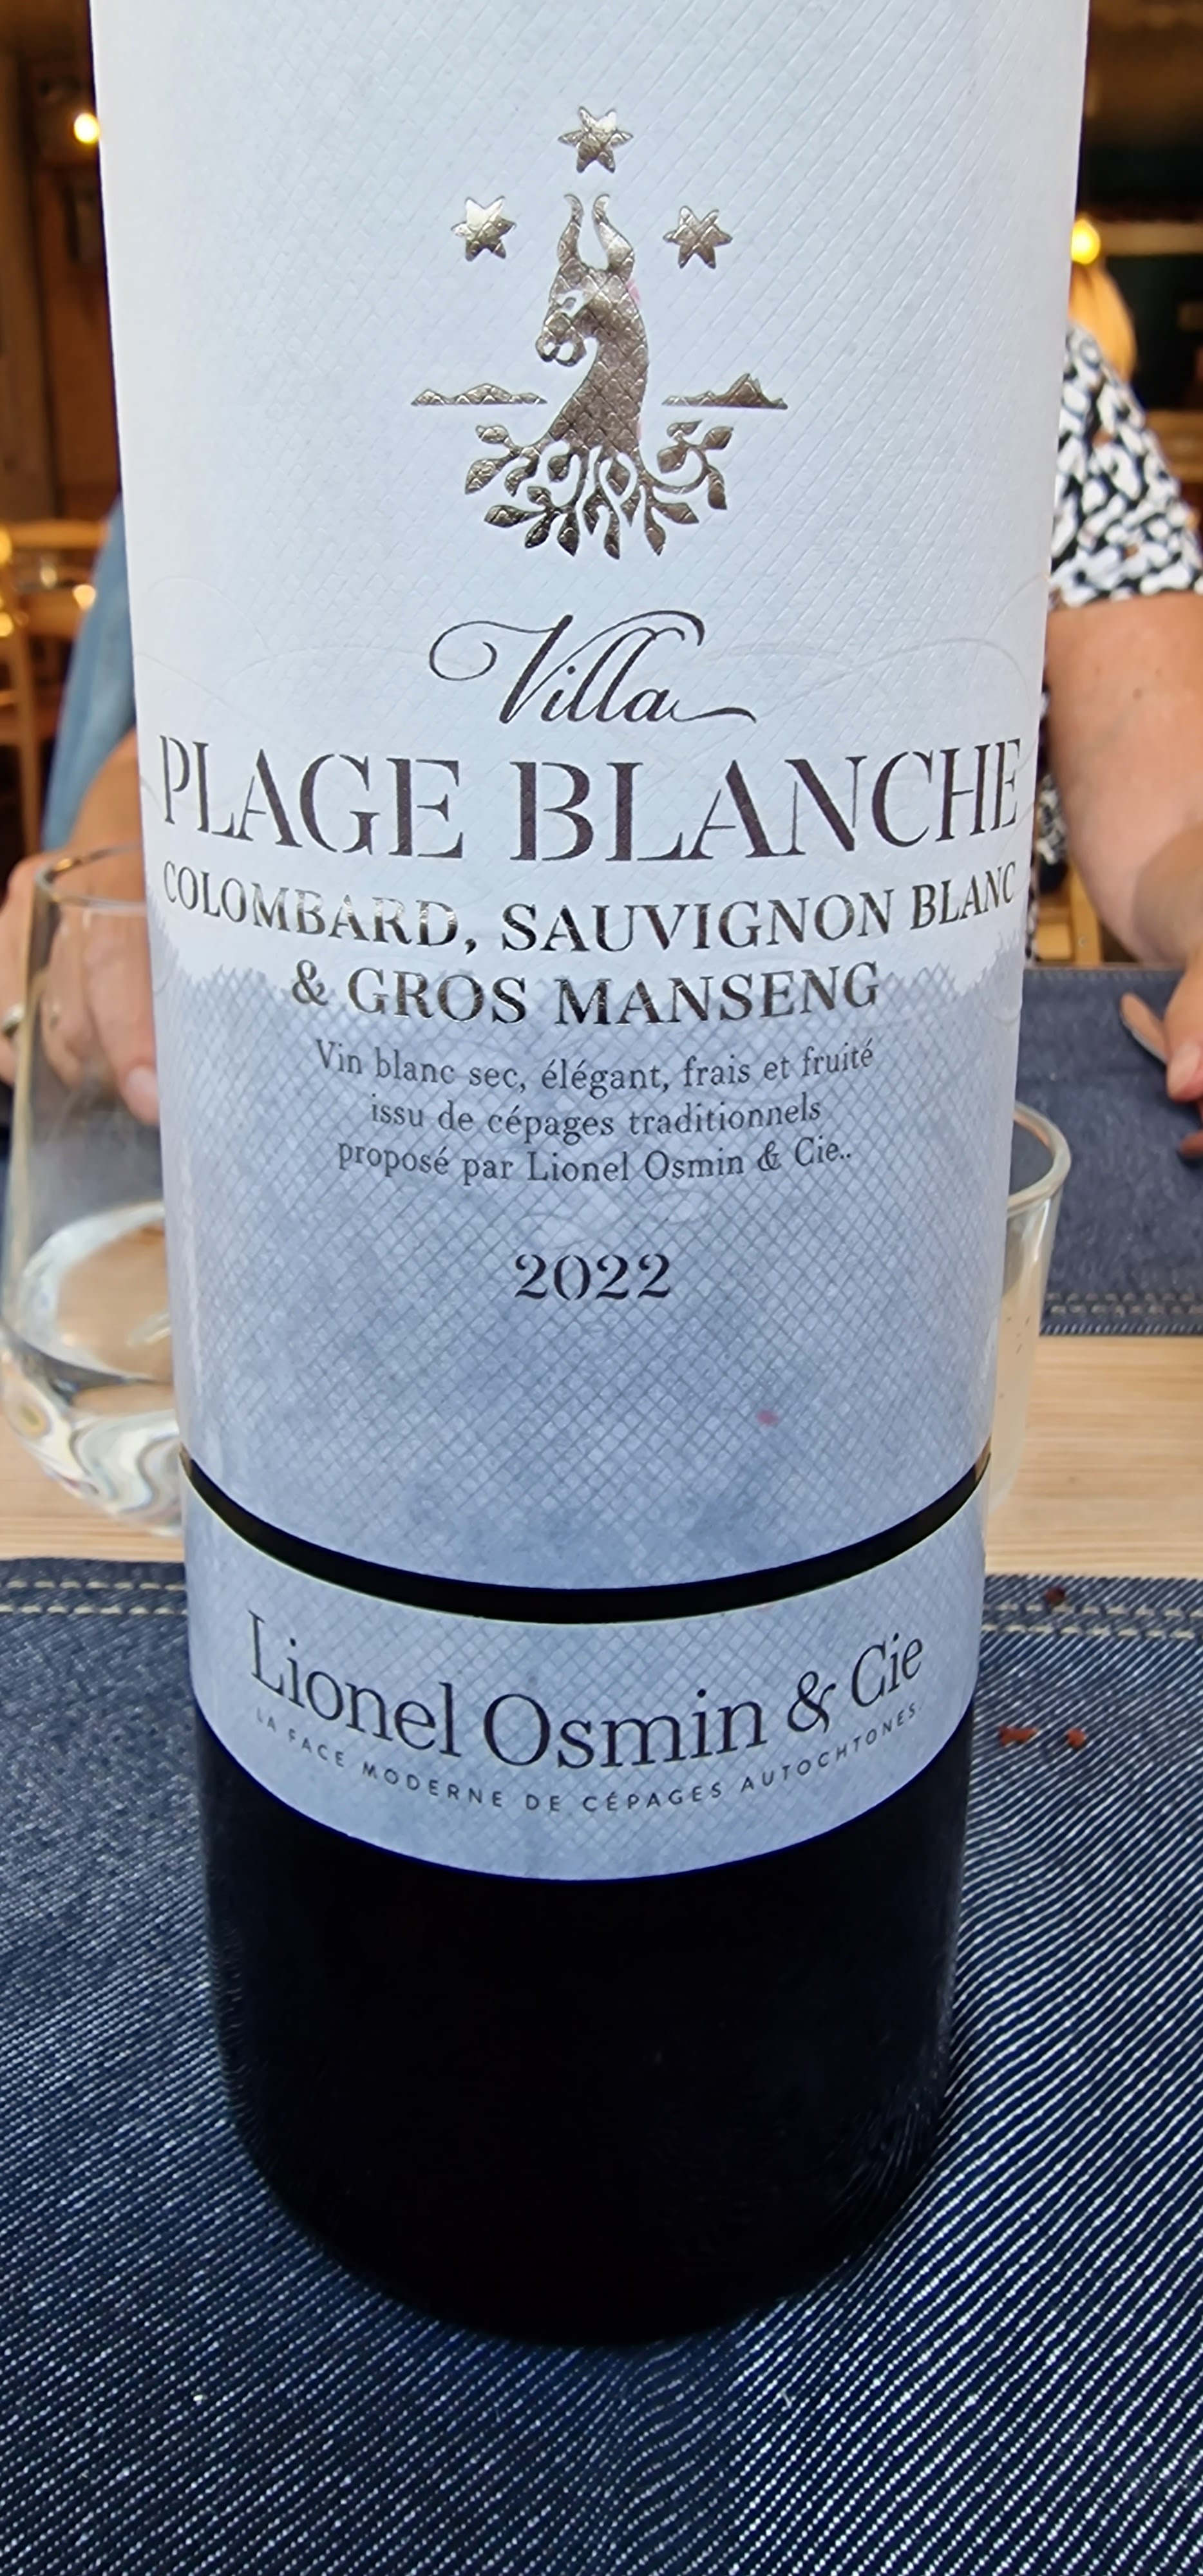 Villa
PLAGE BLANCHE
COLOMBARD, SAUVIGNON BLANC
& GROS MANSENG
Vin blanc sec, élégant, frais et fruité
issu de cépages traditionnels
proposé par Lionel Osmin & Cie..
2022
Lionel Osmin & Cie
LA FACE MODERNE DE CÉPAGES AUTOCHTONES